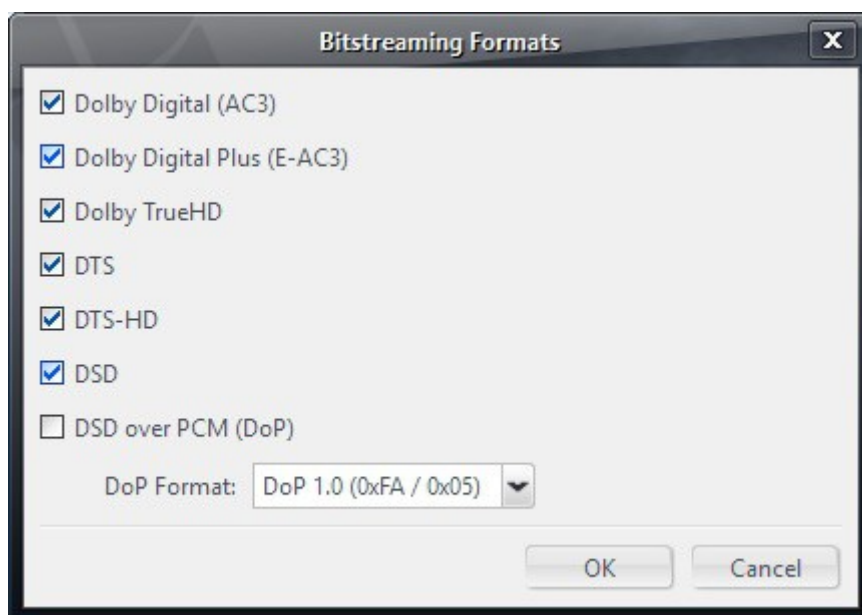 Bitstreaming Formats
Dolby Digital (AC3)
Dolby Digital Plus (E-AC3)
Dolby TrueHD
DTS
DTS-HD
DSD
DSD over PCM (DoP)
DoP Format: DoP 1.0 (0xFA / 0x05)
OK Cancel